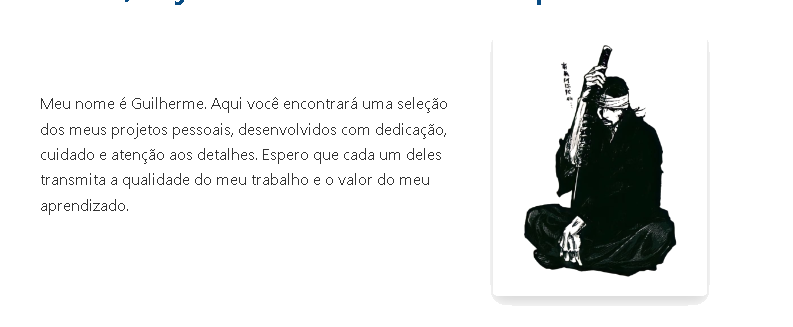 Meu nome é Guilherme. Aqui você encontrará uma seleção
dos meus projetos pessoais, desenvolvidos com dedicação,
cuidado e atenção aos detalhes. Espero que cada um deles
transmita a qualidade do meu trabalho e o valor do meu
aprendizado.